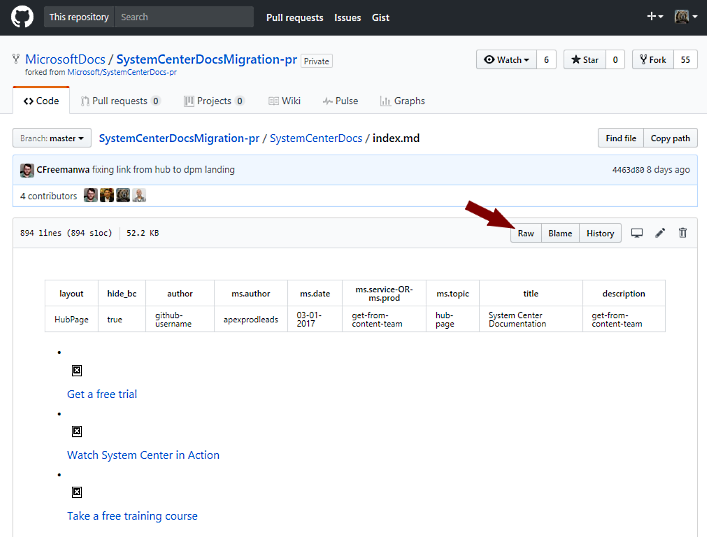 This repository Search Pull requests Issues Gist
MicrosoftDocs / SystemCenterDocsMigration-pr Private
forked from Microsoft/SystemCenterDocs-pr
Watch 6 Star 0 Fork 55
Code Pull requests 0 Projects 0 Wiki Pulse Graphs
Branch: master SystemCenterDocsMigration-pr / SystemCenterDocs / index.md Find file Copy path
CFreemanwa fixing link from hub to dpm landing 4463d80 8 days ago
4 contributors
894 lines (894 sloc) 52.2 KB Raw Blame History
layout hide_bc author ms.author ms.date ms.service-OR-ms.prod ms.topic title description
HubPage true github-username apexprodleads 03-01-2017 get-from-content-team hub-page System Center Documentation get-from-content-team
Get a free trial
Watch System Center in Action
Take a free training course